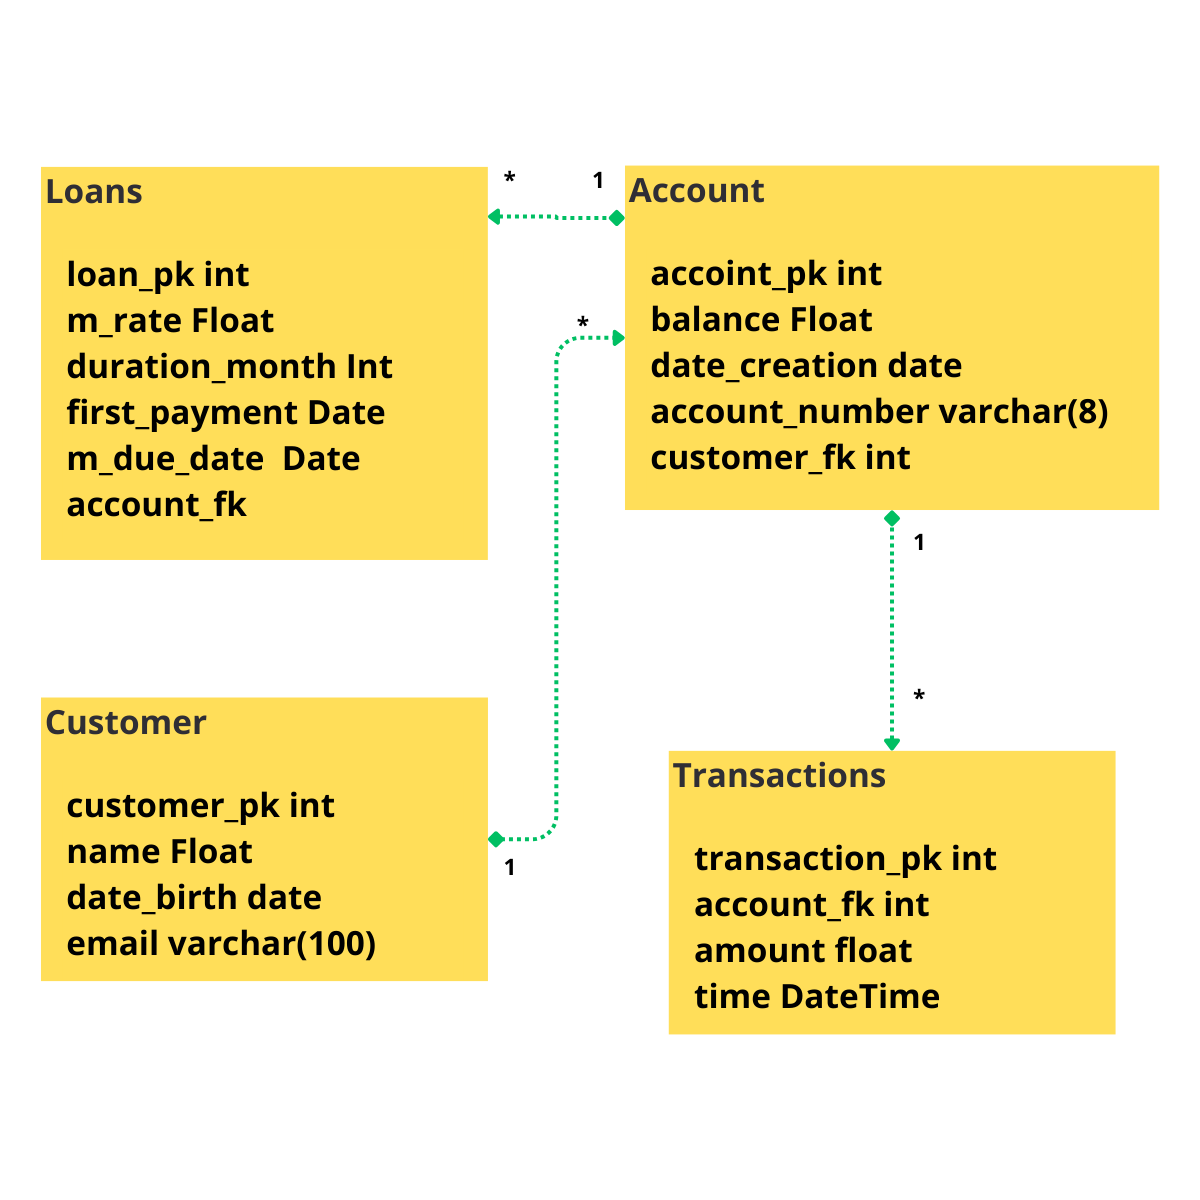 Loans
loan_pk int
m_rate Float
duration_month Int
first_payment Date
m_due_date  Date
account_fk
* 1
Account
accoint_pk int
balance Float
date_creation date
account_number varchar(8)
customer_fk int
*
1
*
Customer
customer_pk int
name Float
date_birth date
email varchar(100)
1
Transactions
transaction_pk int
account_fk int
amount float
time DateTime